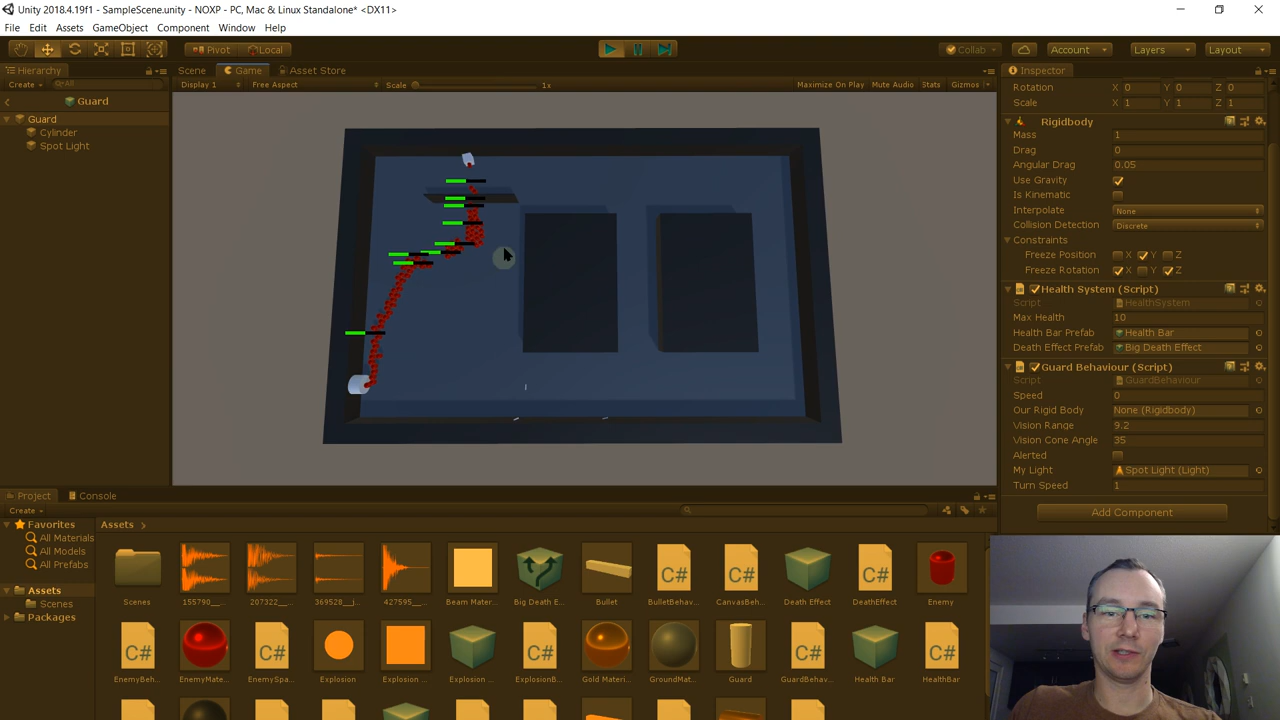 Unity 2018.4.19f1 - SampleScene.unity - NOXP - PC, Mac & Linux Standalone* <DX11>
File Edit Assets GameObject Component Window Help
Pivot Local Collab Account Layers Layout
Hierarchy Scene Game Asset Store Inspector
Create All Display 1 Free Aspect Scale 1x Maximize On Play Mute Audio Stats Gizmos
Guard
Guard
Cylinder
Spot Light
Rotation X 0 Y 0 Z 0
Scale X 1 Y 1 Z 1
Rigidbody
Mass 1
Drag 0
Angular Drag 0.05
Use Gravity
Is Kinematic
Interpolate None
Collision Detection Discrete
Constraints
Freeze Position X Y Z
Freeze Rotation X Y Z
Health System (Script)
Script HealthSystem
Max Health 10
Health Bar Prefab Health Bar
Death Effect Prefab Big Death Effect
Guard Behaviour (Script)
Script GuardBehaviour
Speed 0
Our Rigid Body None (Rigidbody)
Vision Range 9.2
Vision Cone Angle 35
Alerted
My Light Spot Light (Light)
Turn Speed 1
Add Component
Project Console
Create
Favorites
All Materials
All Models
All Prefabs
Assets
Scenes
Packages
Assets
Scenes 155790__... 207322__... 369528__j... 427595__... Beam Mater... Big Death E... Bullet BulletBehav... CanvasBeh... Death Effect DeathEffect Enemy
C# C# C#
EnemyBeh... EnemyMate... EnemySpa... Explosion Explosion ... Explosion ... ExplosionB... Gold Materi... GroundMat... Guard GuardBehav... Health Bar HealthBar
C# C# C# C# C#